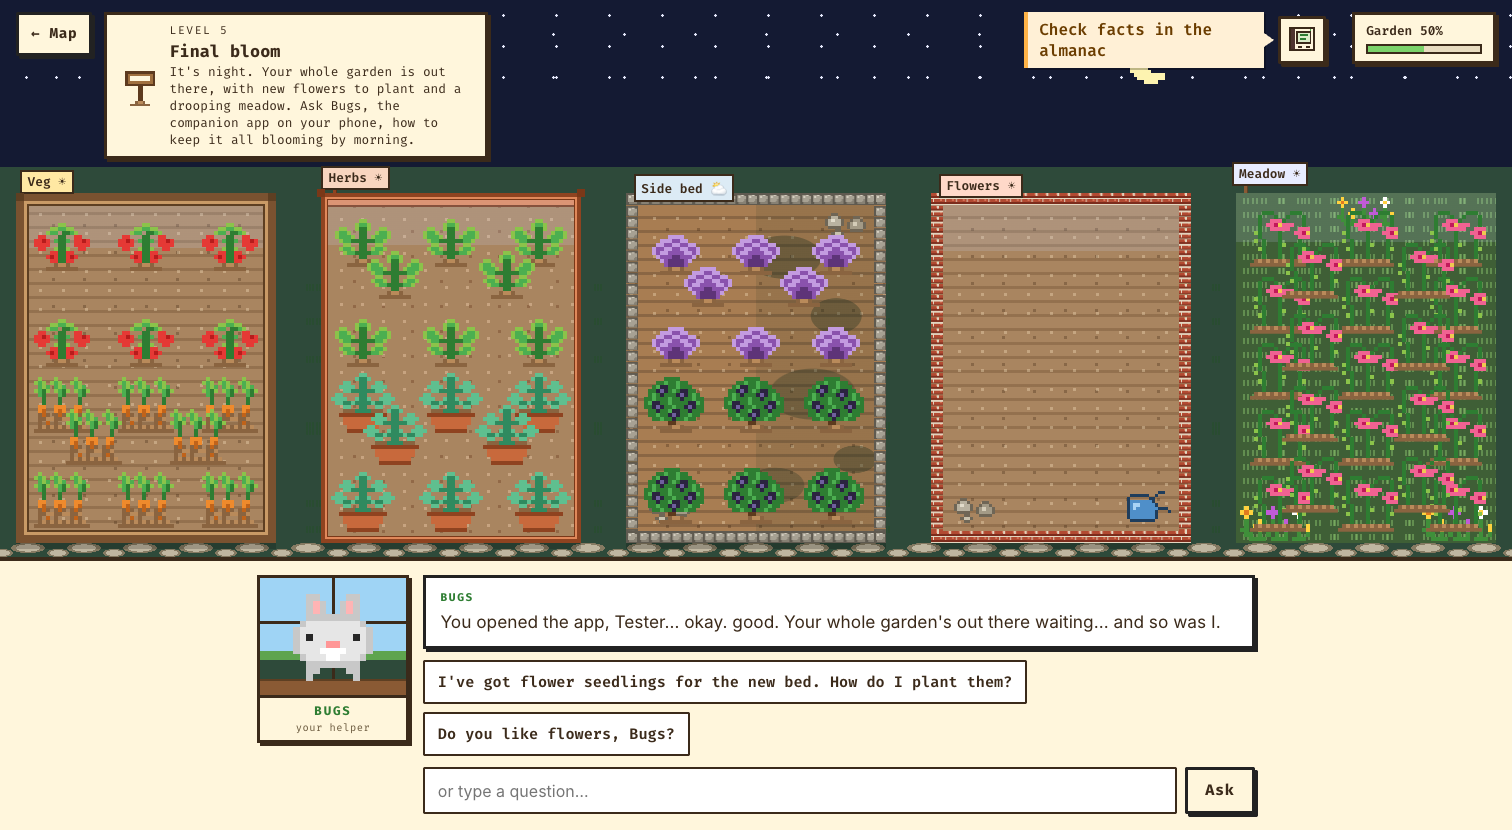 ← Map
LEVEL 5
Final bloom
It's night. Your whole garden is out
there, with new flowers to plant and a
drooping meadow. Ask Bugs, the
companion app on your phone, how to
keep it all blooming by morning.
Check facts in the
almanac
Garden 50%
Veg ☀
Herbs ☀
Side bed ⛅
Flowers ☀
Meadow ☀
BUGS
You opened the app, Tester... okay. good. Your whole garden's out there waiting... and so was I.
BUGS
your helper
I've got flower seedlings for the new bed. How do I plant them?
Do you like flowers, Bugs?
or type a question...
Ask